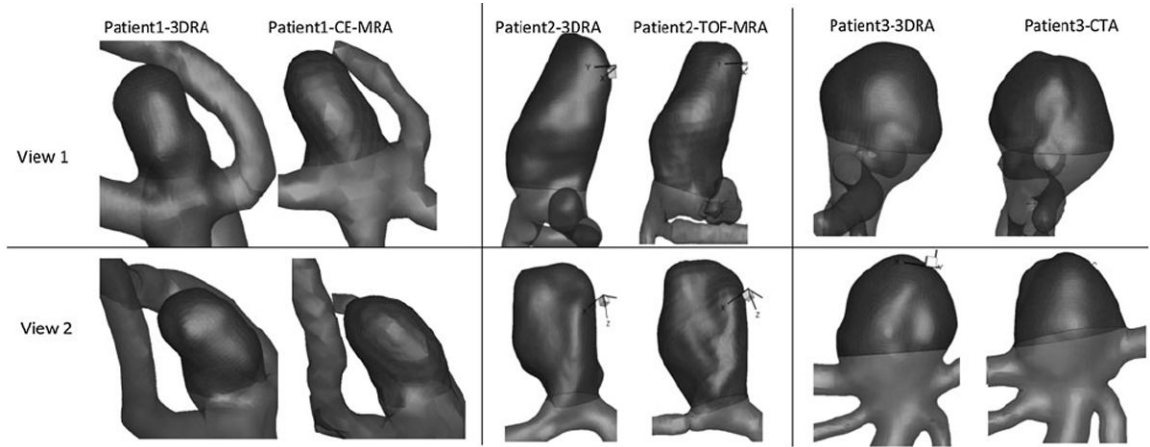 Patient1-3DRA Patient1-CE-MRA Patient2-3DRA Patient2-TOF-MRA Patient3-3DRA Patient3-CTA
View 1
View 2